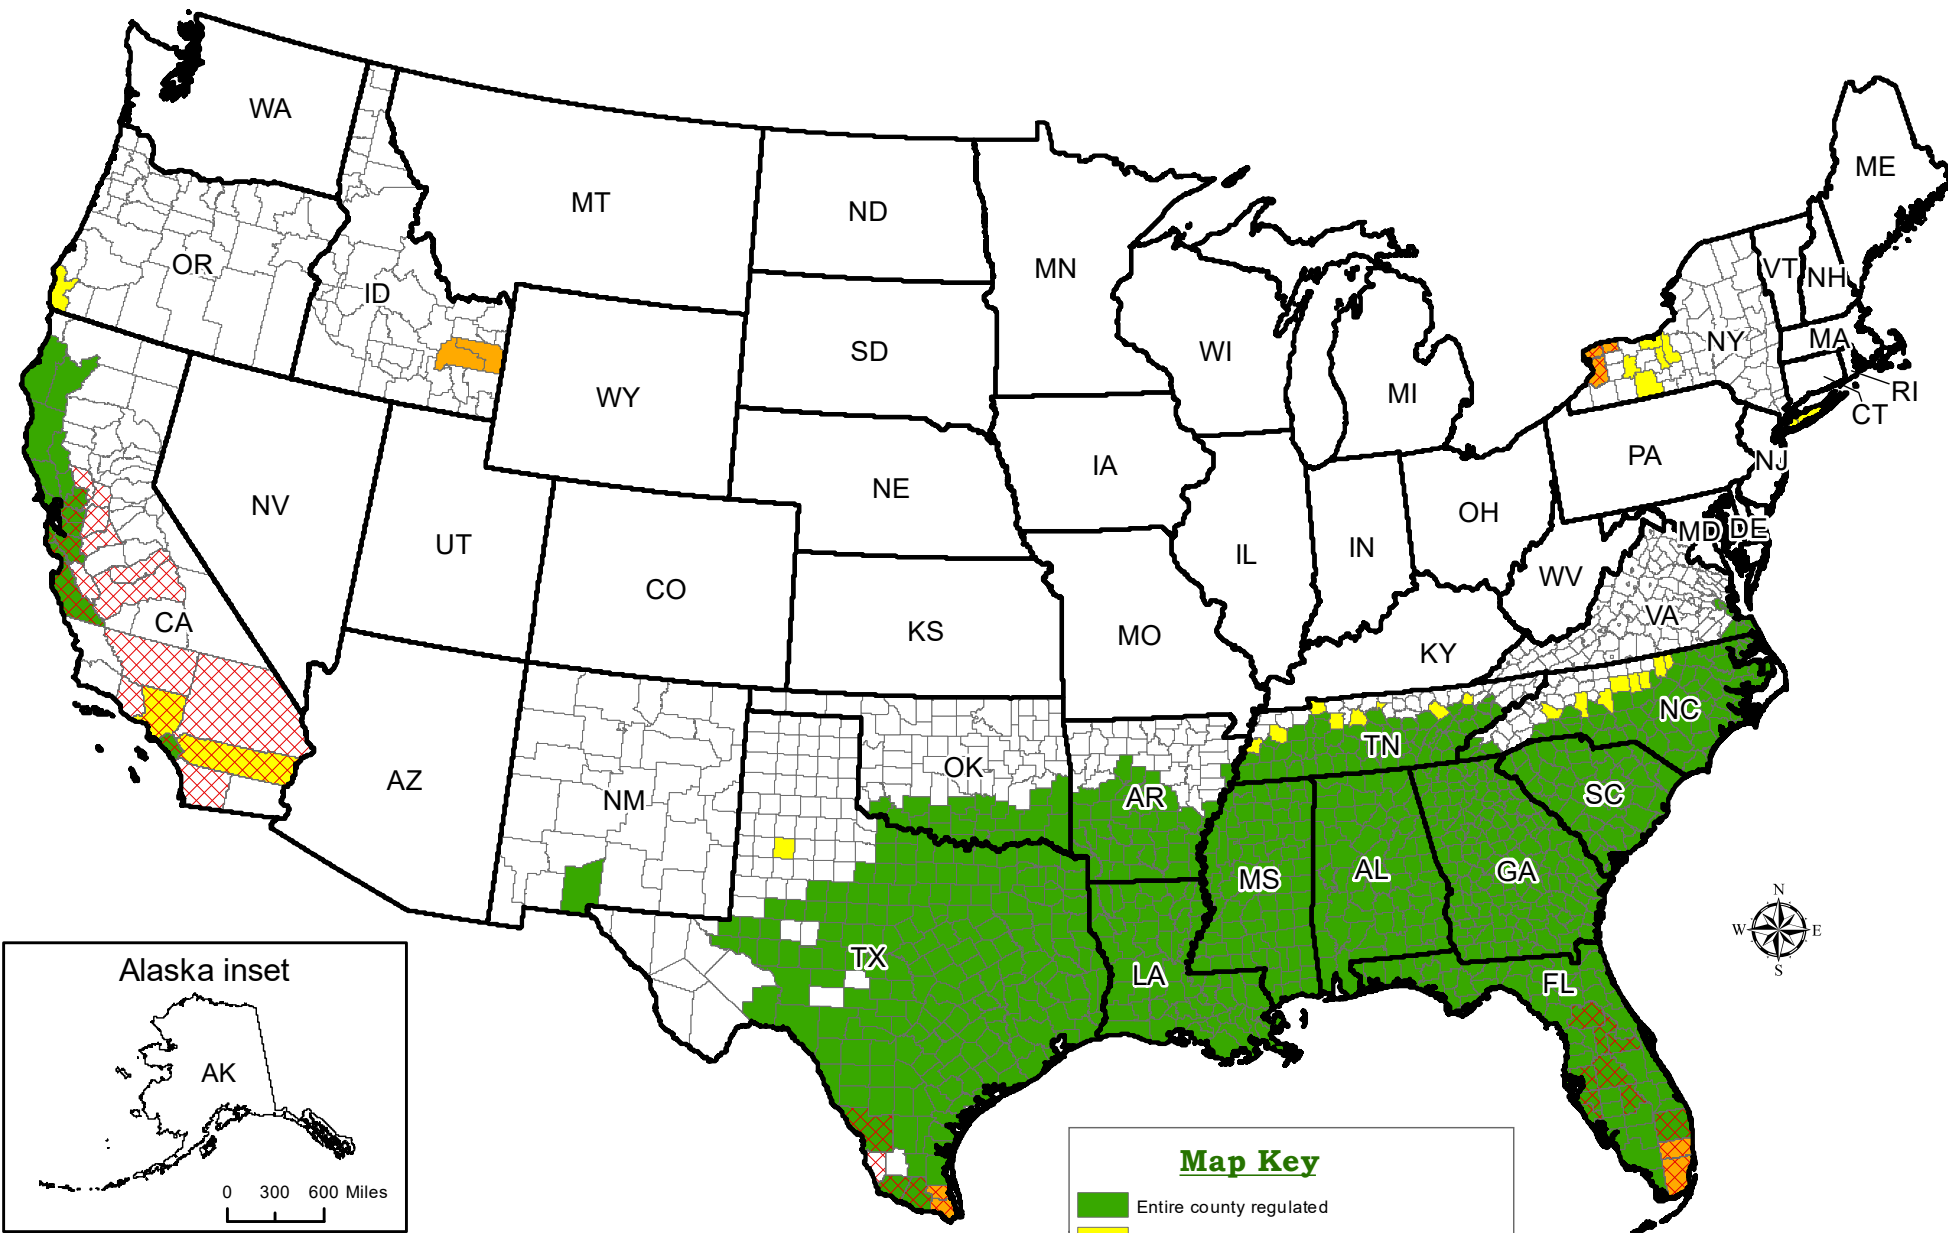 WA
MT
ND
MN
ME
OR
ID
SD
WI
MI
NY
VT
NH
MA
RI
CT
WY
NE
IA
PA
NJ
NV
UT
CO
KS
MO
IL
IN
OH
WV
MD
DE
VA
KY
CA
AZ
NM
OK
AR
TN
NC
SC
TX
LA
MS
AL
GA
FL
N
W
E
S
Alaska inset
AK
0 300 600 Miles
Map Key
Entire county regulated